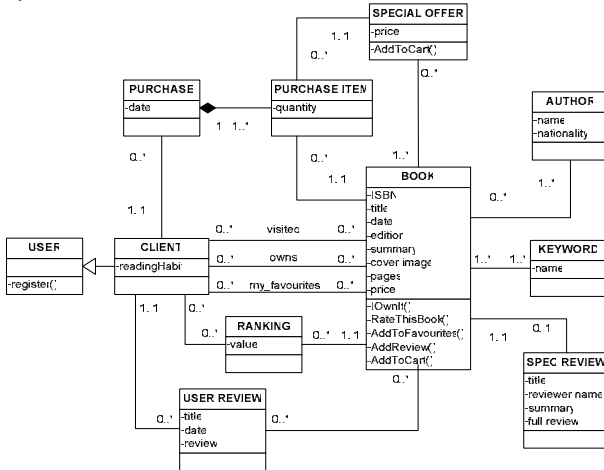 SPECIAL OFFER
-price
-AddToCart()
1..1
0..*
0..*
PURCHASE
-date
PURCHASE ITEM
-quantity
1 1..*
AUTHOR
-name
-nationality
0..*
0..*
1..*
1..1
1..*
0..*
BOOK
-ISBN
-title
-date
-edition
-summary
-cover image
-pages
-price
-IOwnIt()
-RateThisBook()
-AddToFavourites()
-AddReview()
-AddToCart()
1..1
0..* visited 0..*
0..* owns 0..*
0..* my_favourites 0..*
USER
-register()
CLIENT
-readingHabit
1..* 1..*
KEYWORD
-name
1..1
0..*
0..*
RANKING
-value
0..* 1..1
0..1
1..1
SPEC REVIEW
-title
-reviewer name
-summary
-full review
0..*
USER REVIEW
-title
-date
-review
0..*
0..*